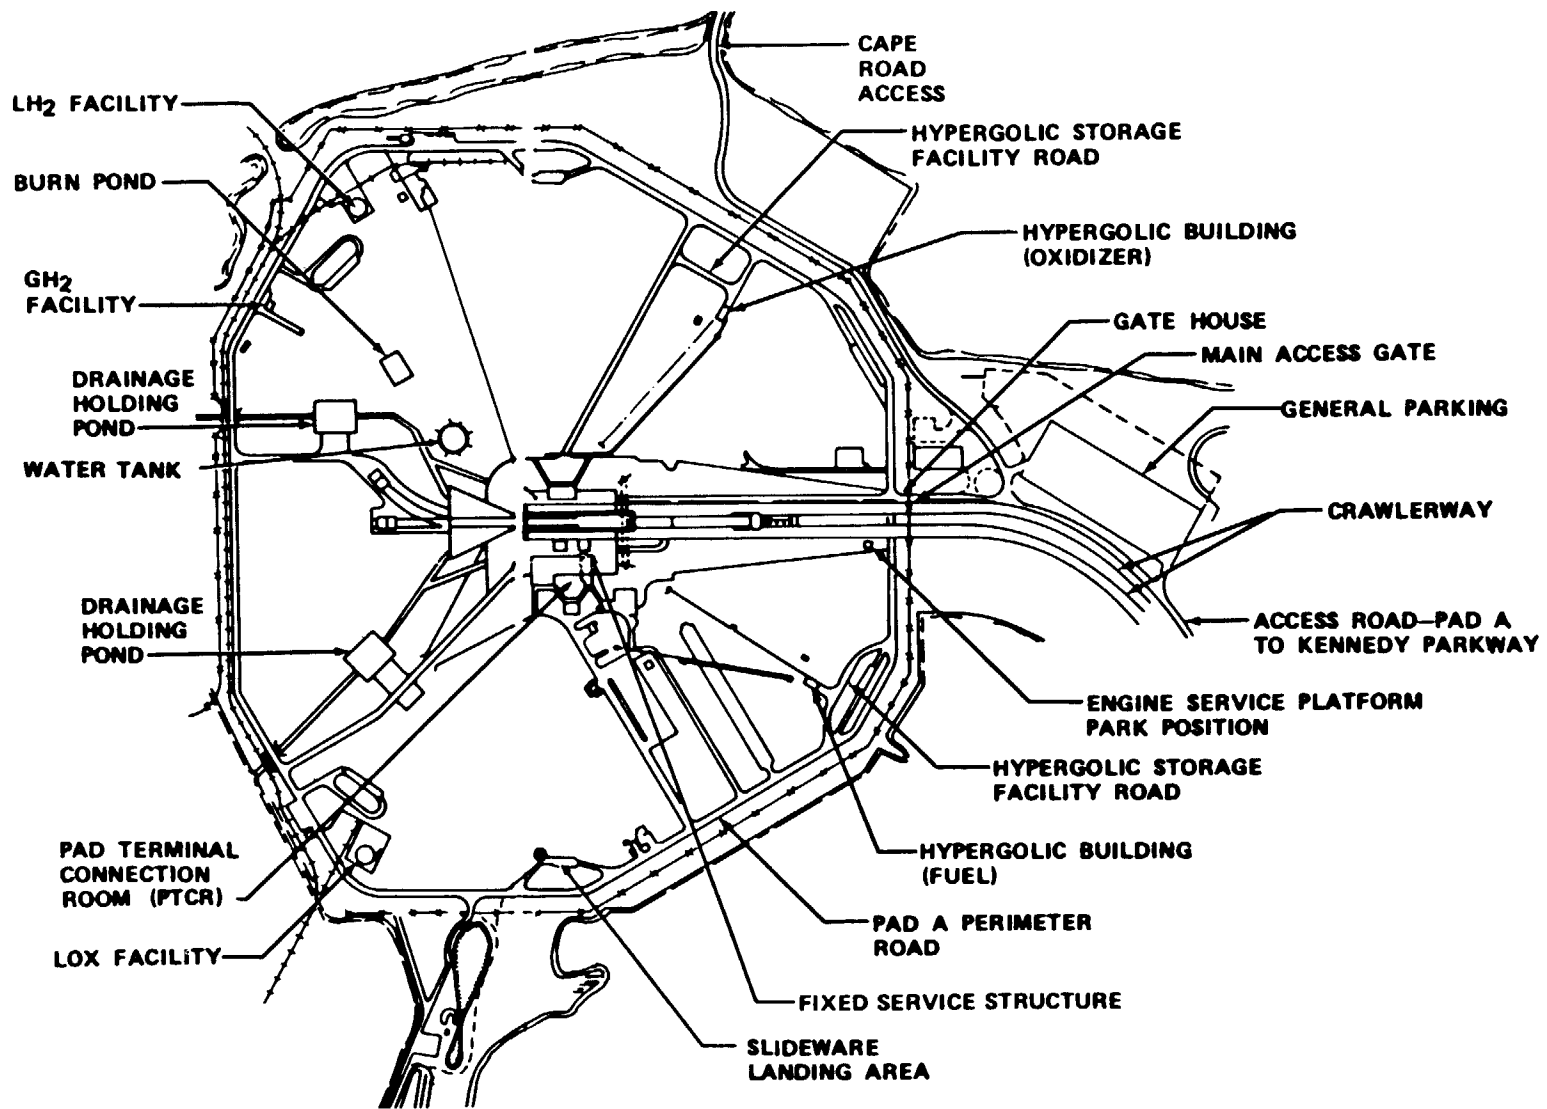 CAPE
ROAD
ACCESS
LH2 FACILITY
HYPERGOLIC STORAGE
FACILITY ROAD
BURN POND
HYPERGOLIC BUILDING
(OXIDIZER)
GH2
FACILITY
GATE HOUSE
MAIN ACCESS GATE
DRAINAGE
HOLDING
POND
GENERAL PARKING
WATER TANK
CRAWLERWAY
DRAINAGE
HOLDING
POND
ACCESS ROAD—PAD A
TO KENNEDY PARKWAY
ENGINE SERVICE PLATFORM
PARK POSITION
HYPERGOLIC STORAGE
FACILITY ROAD
PAD TERMINAL
CONNECTION
ROOM (PTCR)
HYPERGOLIC BUILDING
(FUEL)
PAD A PERIMETER
ROAD
LOX FACILITY
FIXED SERVICE STRUCTURE
SLIDEWARE
LANDING AREA